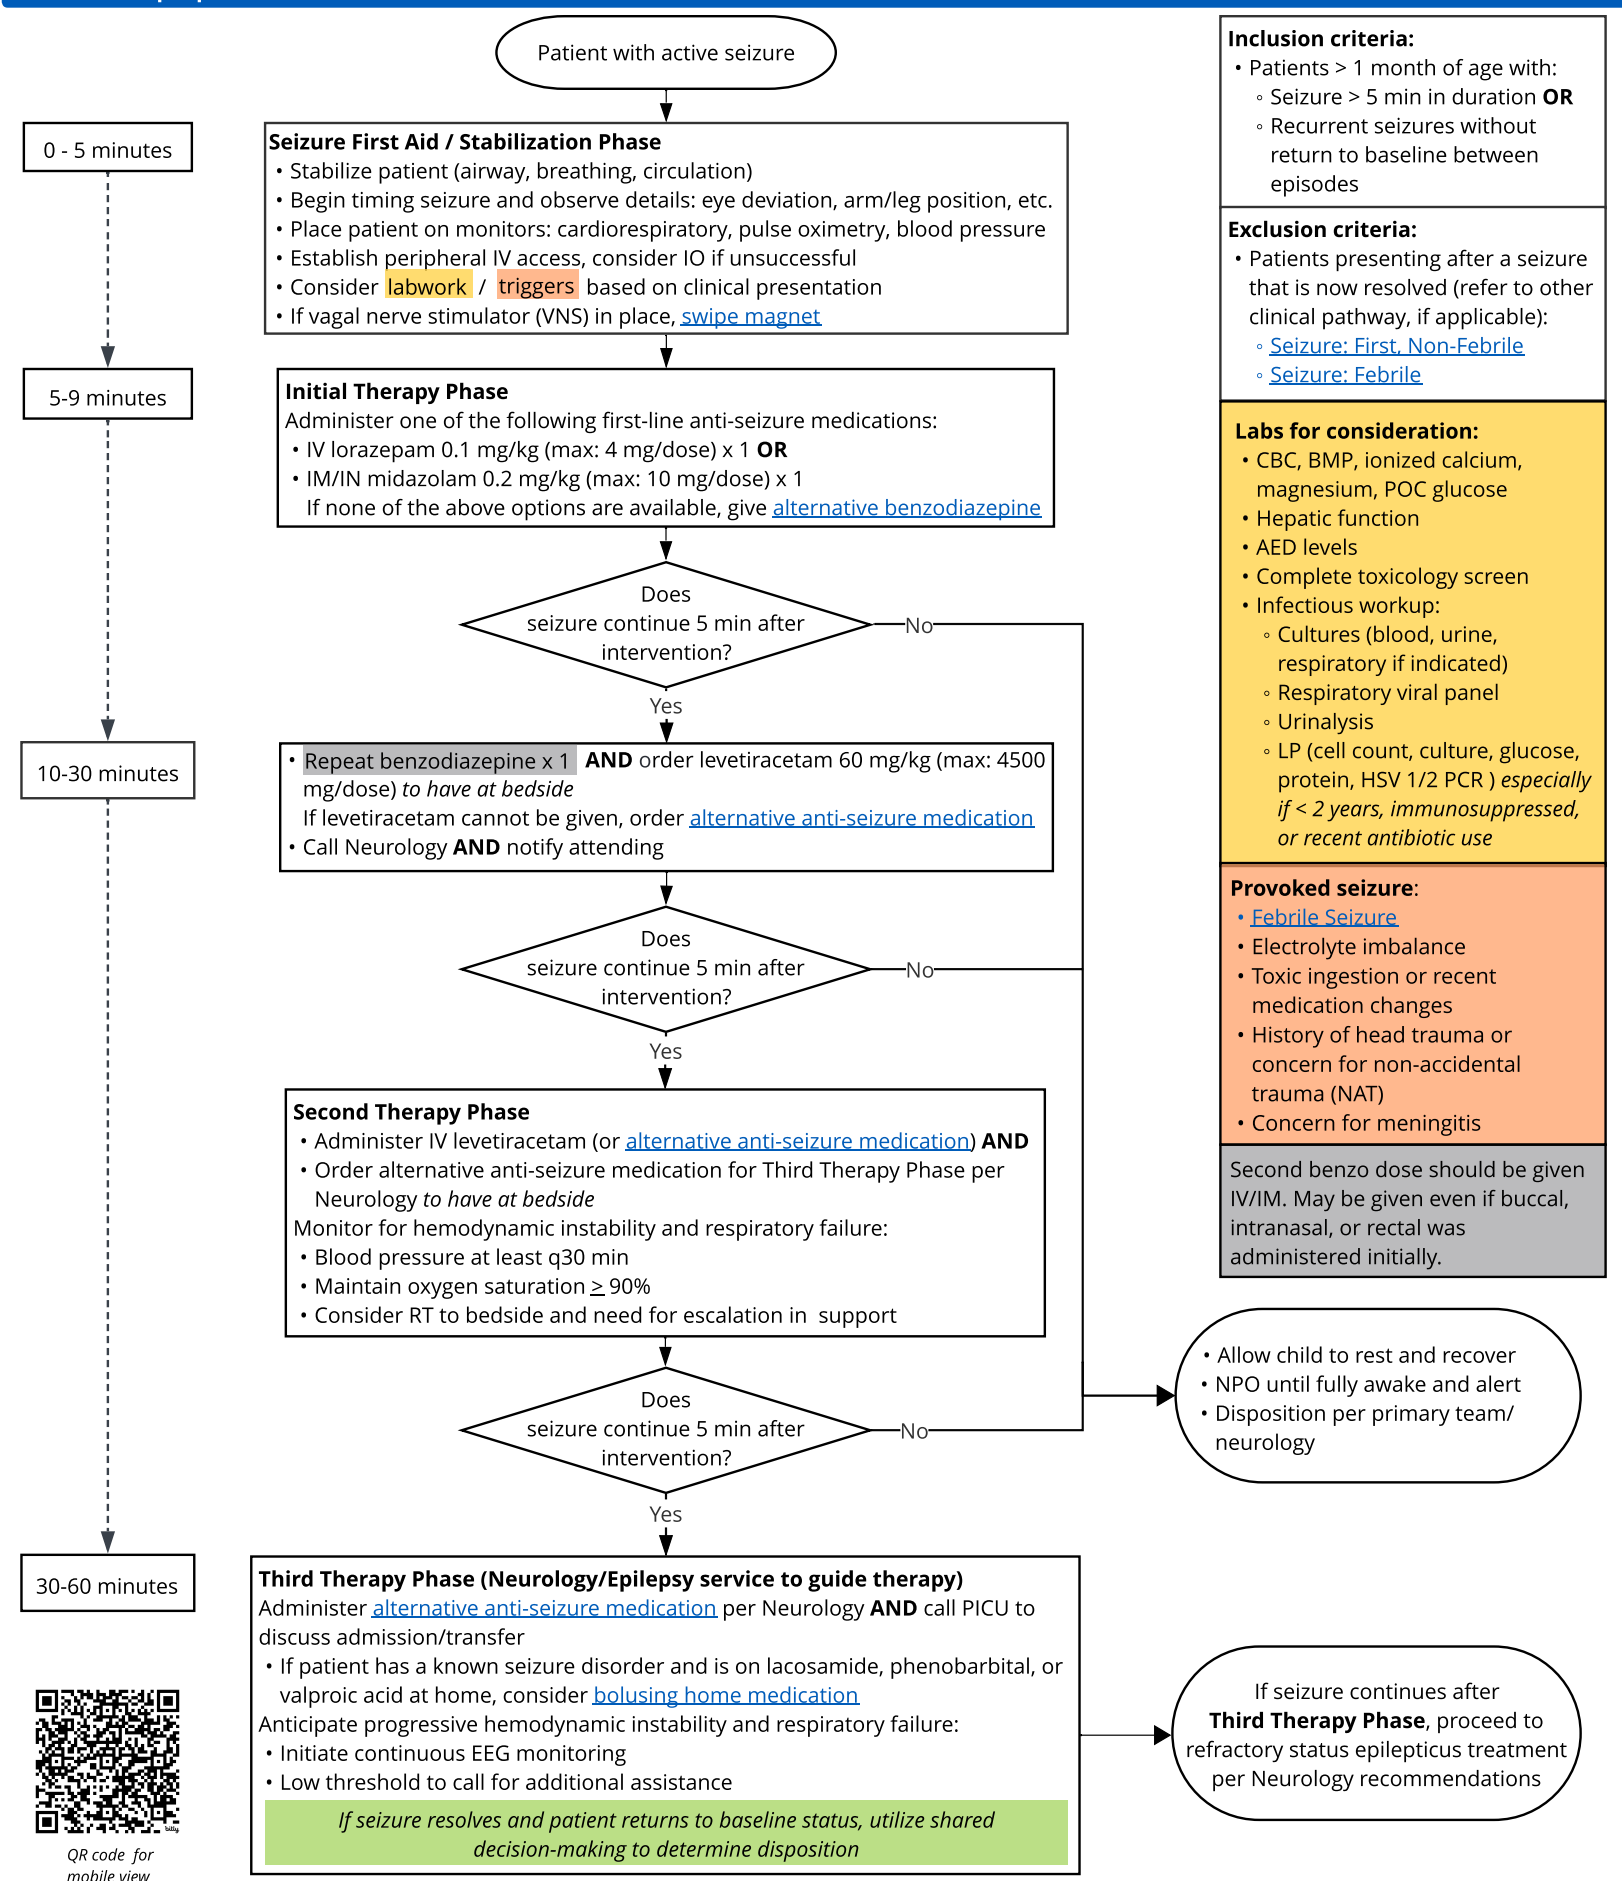 Patient with active seizure
0 - 5 minutes
Seizure First Aid / Stabilization Phase
• Stabilize patient (airway, breathing, circulation)
• Begin timing seizure and observe details: eye deviation, arm/leg position, etc.
• Place patient on monitors: cardiorespiratory, pulse oximetry, blood pressure
• Establish peripheral IV access, consider IO if unsuccessful
• Consider labwork / triggers based on clinical presentation
• If vagal nerve stimulator (VNS) in place, swipe magnet
5-9 minutes
Initial Therapy Phase
Administer one of the following first-line anti-seizure medications:
• IV lorazepam 0.1 mg/kg (max: 4 mg/dose) x 1 OR
• IM/IN midazolam 0.2 mg/kg (max: 10 mg/dose) x 1
If none of the above options are available, give alternative benzodiazepine
Does
seizure continue 5 min after
intervention?
No
Yes
10-30 minutes
• Repeat benzodiazepine x 1 AND order levetiracetam 60 mg/kg (max: 4500
mg/dose) to have at bedside
If levetiracetam cannot be given, order alternative anti-seizure medication
• Call Neurology AND notify attending
Does
seizure continue 5 min after
intervention?
No
Yes
Second Therapy Phase
• Administer IV levetiracetam (or alternative anti-seizure medication) AND
• Order alternative anti-seizure medication for Third Therapy Phase per
Neurology to have at bedside
Monitor for hemodynamic instability and respiratory failure:
• Blood pressure at least q30 min
• Maintain oxygen saturation ≥ 90%
• Consider RT to bedside and need for escalation in  support
Does
seizure continue 5 min after
intervention?
No
Yes
30-60 minutes
Third Therapy Phase (Neurology/Epilepsy service to guide therapy)
Administer alternative anti-seizure medication per Neurology AND call PICU to
discuss admission/transfer
• If patient has a known seizure disorder and is on lacosamide, phenobarbital, or
valproic acid at home, consider bolusing home medication
Anticipate progressive hemodynamic instability and respiratory failure:
• Initiate continuous EEG monitoring
• Low threshold to call for additional assistance
If seizure resolves and patient returns to baseline status, utilize shared
decision-making to determine disposition
Inclusion criteria:
• Patients > 1 month of age with:
◦ Seizure > 5 min in duration OR
◦ Recurrent seizures without
return to baseline between
episodes
Exclusion criteria:
• Patients presenting after a seizure
that is now resolved (refer to other
clinical pathway, if applicable):
◦ Seizure: First, Non-Febrile
◦ Seizure: Febrile
Labs for consideration:
• CBC, BMP, ionized calcium,
magnesium, POC glucose
• Hepatic function
• AED levels
• Complete toxicology screen
• Infectious workup:
◦ Cultures (blood, urine,
respiratory if indicated)
◦ Respiratory viral panel
◦ Urinalysis
◦ LP (cell count, culture, glucose,
protein, HSV 1/2 PCR ) especially
if < 2 years, immunosuppressed,
or recent antibiotic use
Provoked seizure:
• Febrile Seizure
• Electrolyte imbalance
• Toxic ingestion or recent
medication changes
• History of head trauma or
concern for non-accidental
trauma (NAT)
• Concern for meningitis
Second benzo dose should be given
IV/IM. May be given even if buccal,
intranasal, or rectal was
administered initially.
• Allow child to rest and recover
• NPO until fully awake and alert
• Disposition per primary team/
neurology
If seizure continues after
Third Therapy Phase, proceed to
refractory status epilepticus treatment
per Neurology recommendations
bitly
QR code for
mobile view